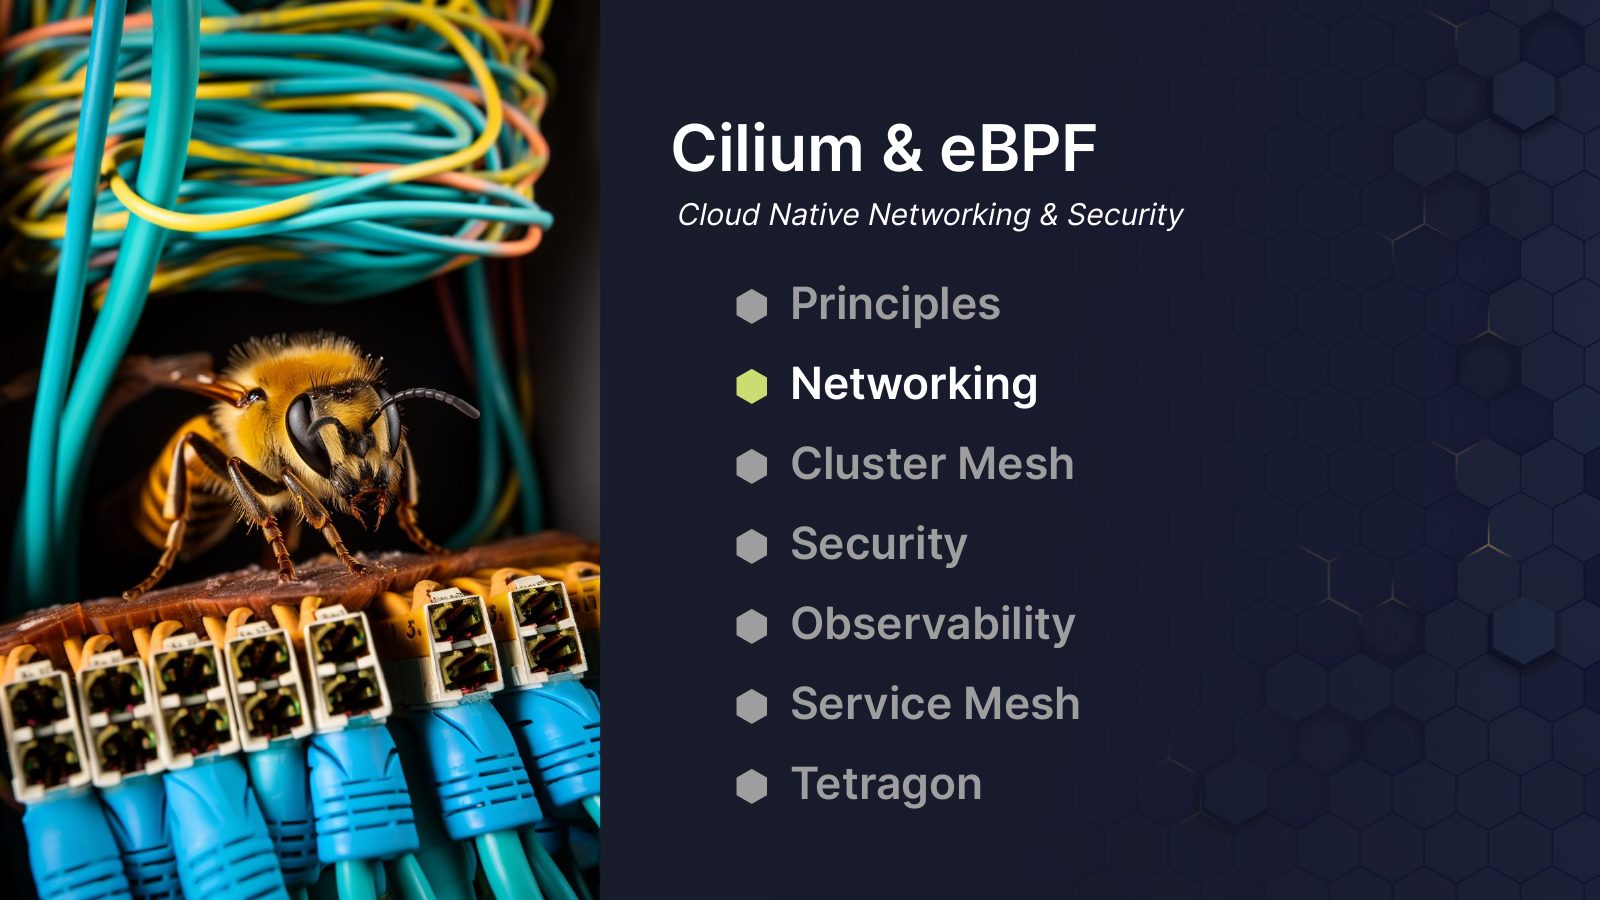 Cilium & eBPF
Cloud Native Networking & Security
Principles
Networking
Cluster Mesh
Security
Observability
Service Mesh
Tetragon